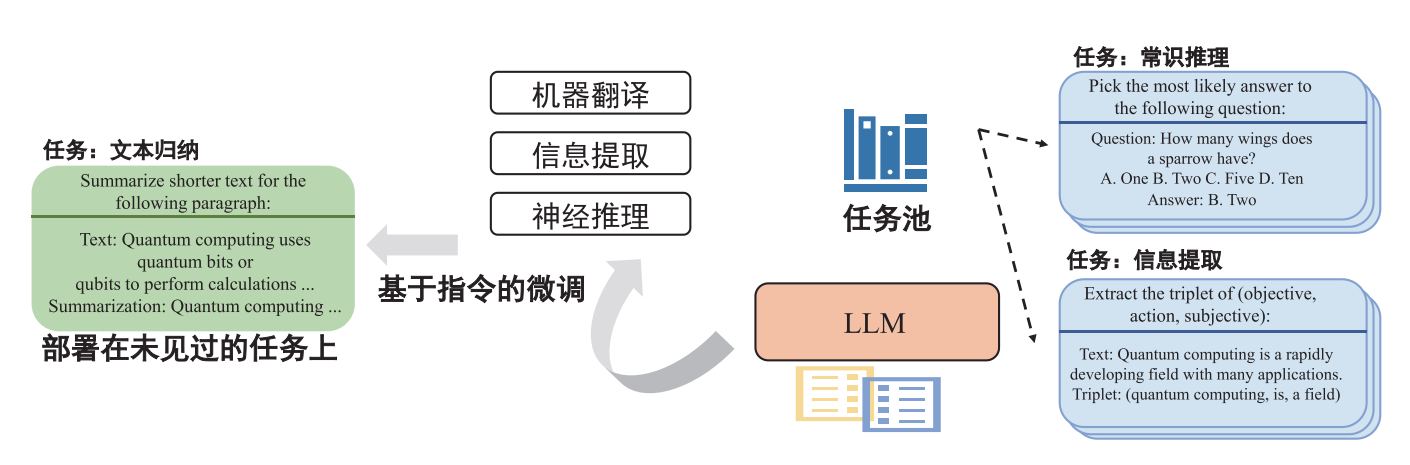 任务：文本归纳
Summarize shorter text for the
following paragraph:
Text: Quantum computing uses
quantum bits or
qubits to perform calculations ...
Summarization: Quantum computing ...
部署在未见过的任务上
机器翻译
信息提取
神经推理
基于指令的微调
任务池
LLM
任务：常识推理
Pick the most likely answer to
the following question:
Question: How many wings does
a sparrow have?
A. One B. Two C. Five D. Ten
Answer: B. Two
任务：信息提取
Extract the triplet of (objective,
action, subjective):
Text: Quantum computing is a rapidly
developing field with many applications.
Triplet: (quantum computing, is, a field)